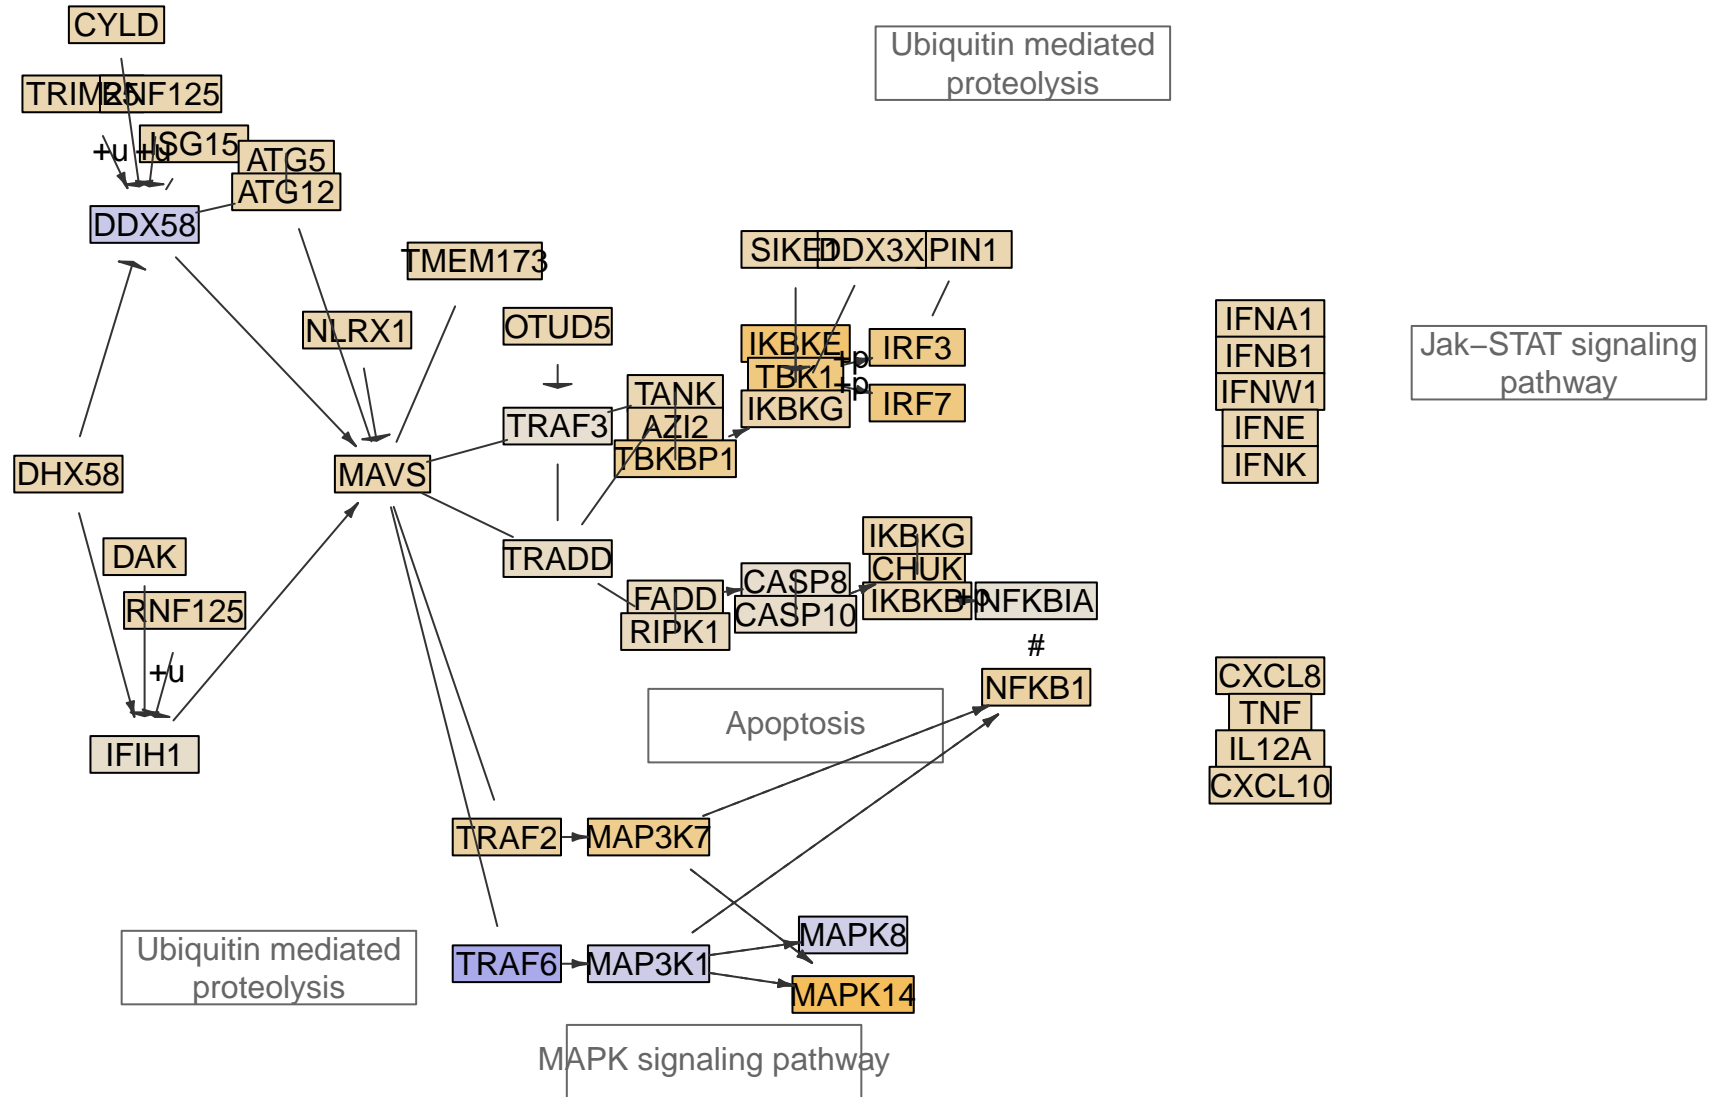 CYLD
Ubiquitin mediated
proteolysis
TRIM25
RNF125
ISG15
+u
+u
ATG5
ATG12
DDX58
TMEM173
SIKE1
DDX3X
PIN1
NLRX1
OTUD5
IKBKE
TBK1
IKBKG
+p
+p
IRF3
IRF7
IFNA1
IFNB1
IFNW1
IFNE
IFNK
Jak−STAT signaling
pathway
TANK
AZI2
TBKBP1
TRAF3
DHX58
MAVS
DAK
RNF125
+u
IFIH1
TRADD
FADD
RIPK1
CASP8
CASP10
IKBKG
CHUK
IKBKB
+p
NFKBIA
#
NFKB1
CXCL8
TNF
IL12A
CXCL10
Apoptosis
TRAF2
MAP3K7
Ubiquitin mediated
proteolysis
TRAF6
MAP3K1
MAPK8
MAPK14
MAPK signaling pathway